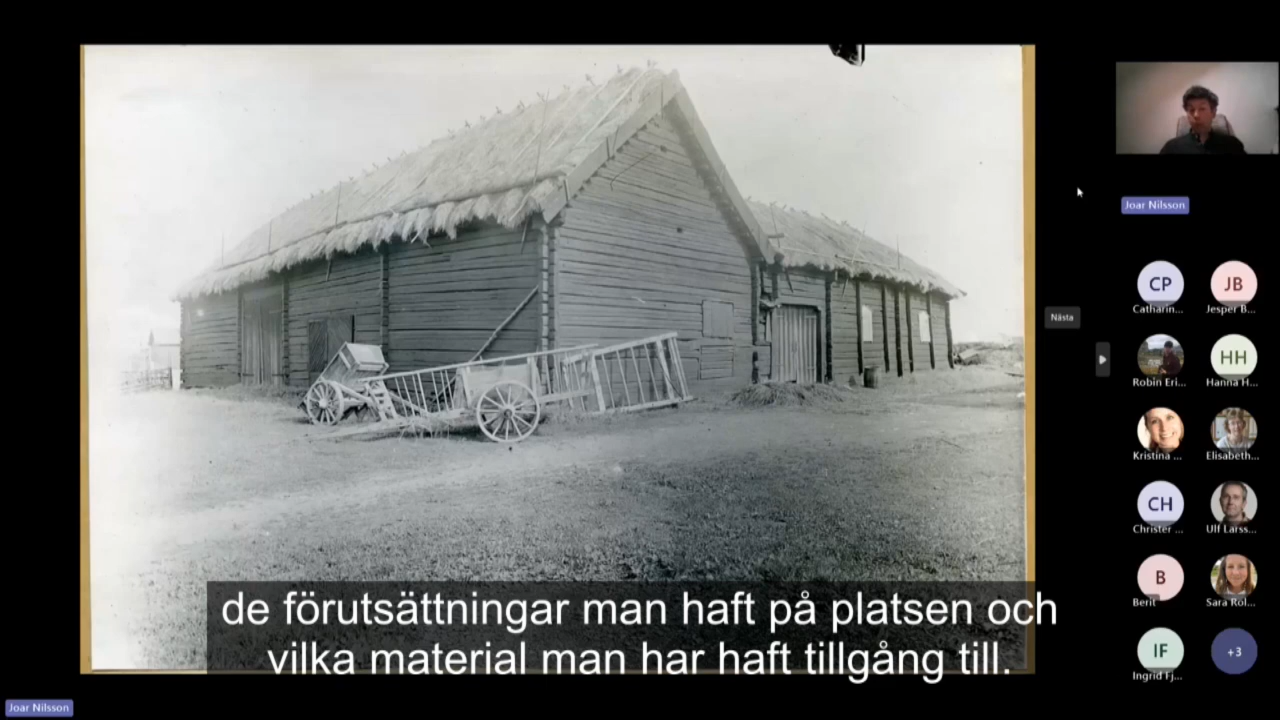 Joar Nilsson
CP
JB
Catharin...
Jesper B...
Nästa
HH
Robin Eri...
Hanna H...
Kristina ...
Elisabeth...
CH
Christer ...
Ulf Larss...
B
Berit
Sara Röl...
IF
+3
Ingrid Fj...
de förutsättningar man haft på platsen och
vilka material man har haft tillgång till.
Joar Nilsson